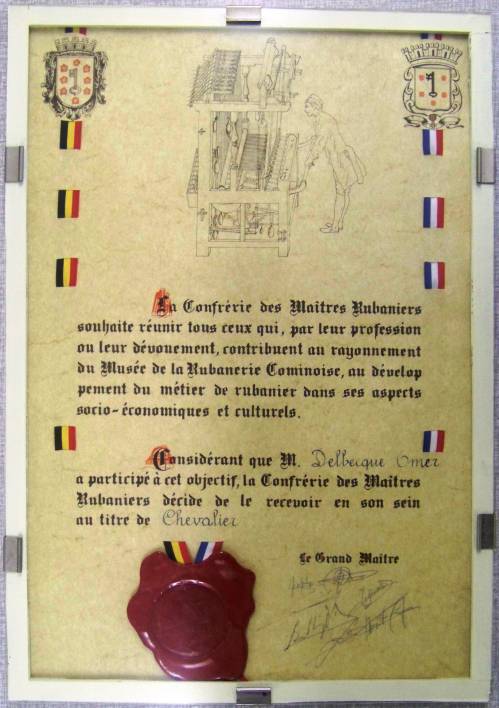 La Confrérie des Maîtres Rubaniers
souhaite réunir tous ceux qui, par leur profession
ou leur dévouement, contribuent au rayonnement
du Musée de la Rubanerie Cominoise, au dévelop
pement du métier de rubanier dans ses aspects
socio-économiques et culturels.
Considérant que M. Delbecque Omer
a participé à cet objectif, la Confrérie des Maîtres
Rubaniers décide de le recevoir en son sein
au titre de Chevalier
Le Grand Maître